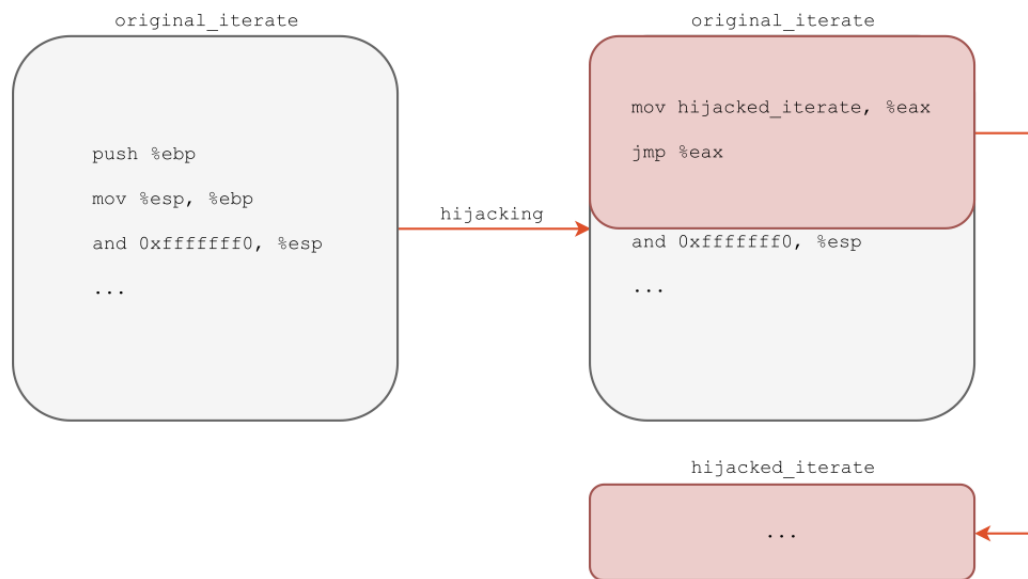 original_iterate
push %ebp
mov %esp, %ebp
and 0xfffffff0, %esp
...
hijacking
original_iterate
mov hijacked_iterate, %eax
jmp %eax
and 0xfffffff0, %esp
...
hijacked_iterate
...